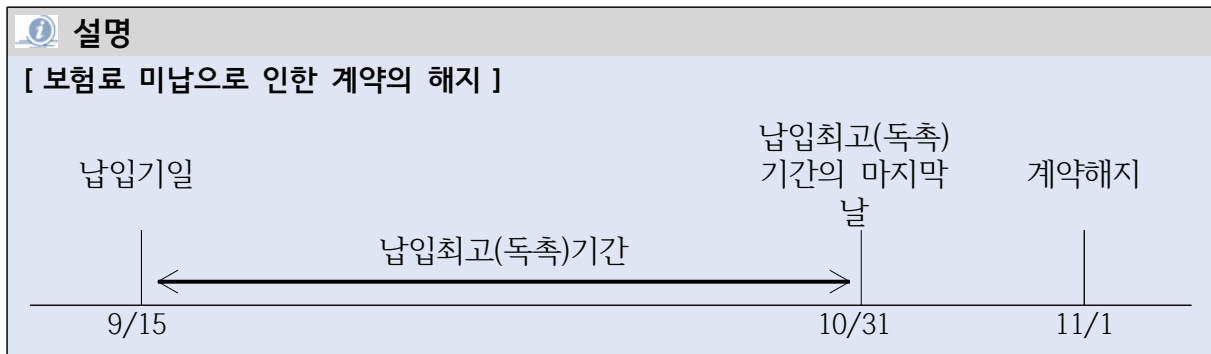 설명
[ 보험료 미납으로 인한 계약의 해지 ]
납입기일
납입최고(독촉)
기간의 마지막
날
계약해지
납입최고(독촉)기간
9/15
10/31
11/1